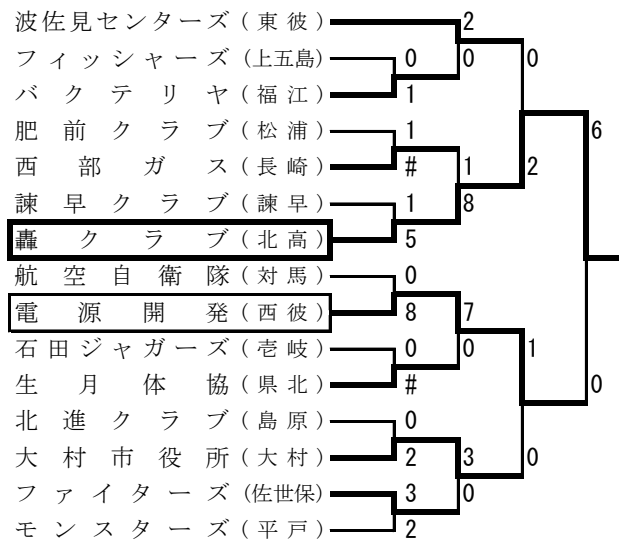 波佐見センターズ(東彼) 2
フィッシャーズ(上五島) 0 0 0
バクテリヤ(福江) 1
肥前クラブ(松浦) 1 6
西部ガス(長崎) # 1 2
諫早クラブ(諫早) 1 8
轟クラブ(北高) 5
航空自衛隊(対馬) 0
電源開発(西彼) 8 7
石田ジャガーズ(壱岐) 0 0 1
生月体協(県北) # 0
北進クラブ(島原) 0
大村市役所(大村) 2 3 0
ファイターズ(佐世保) 3 0
モンスターズ(平戸) 2